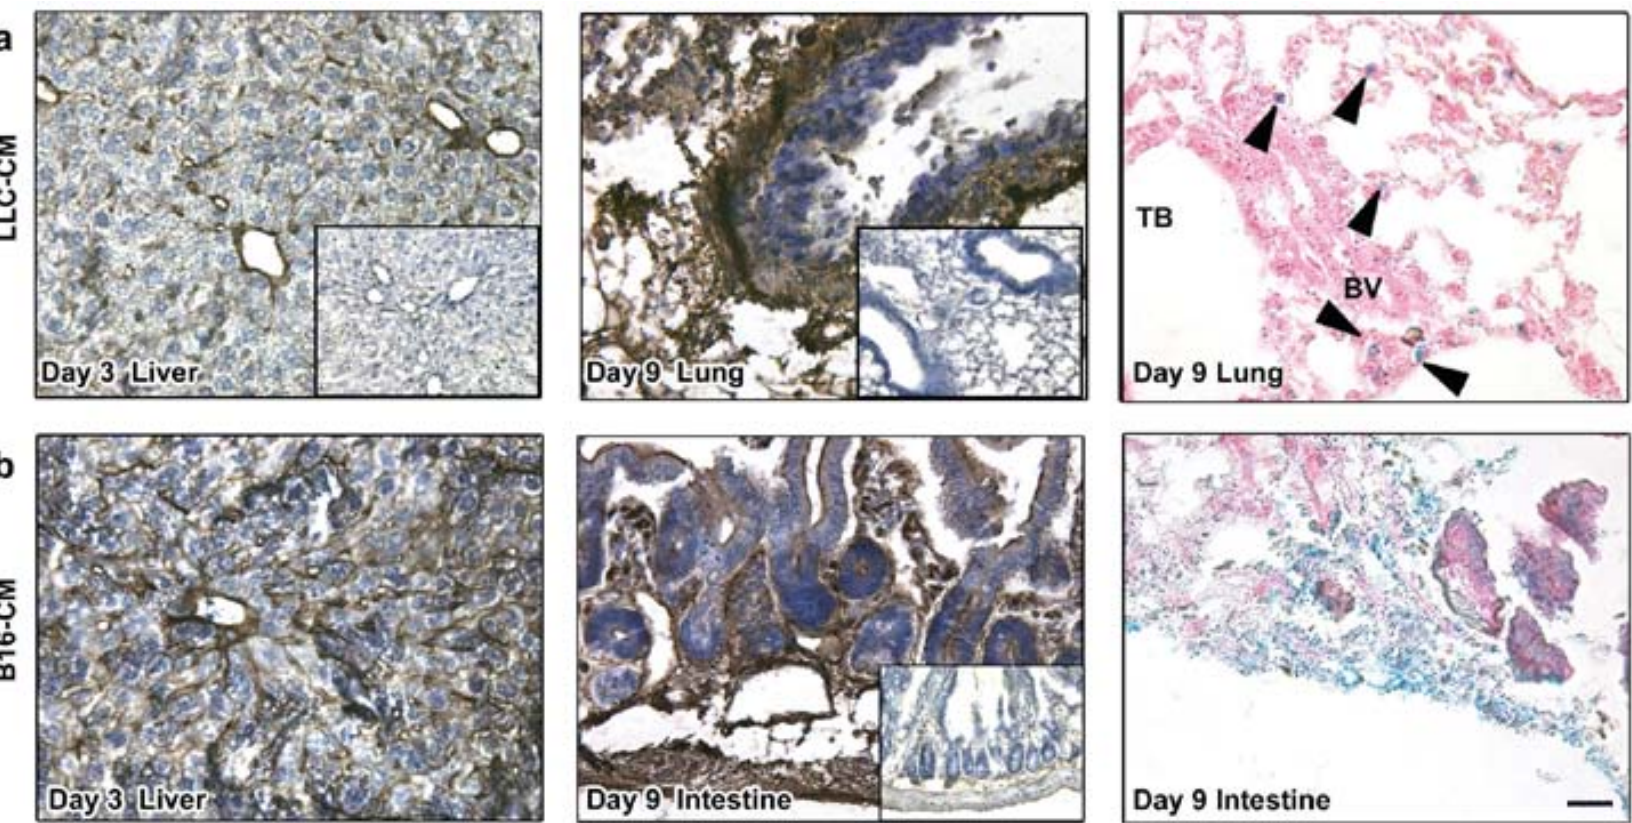 a
LLC-CM
Day 3 Liver
Day 9 Lung
TB
BV
Day 9 Lung
b
B16-CM
Day 3 Liver
Day 9 Intestine
Day 9 Intestine